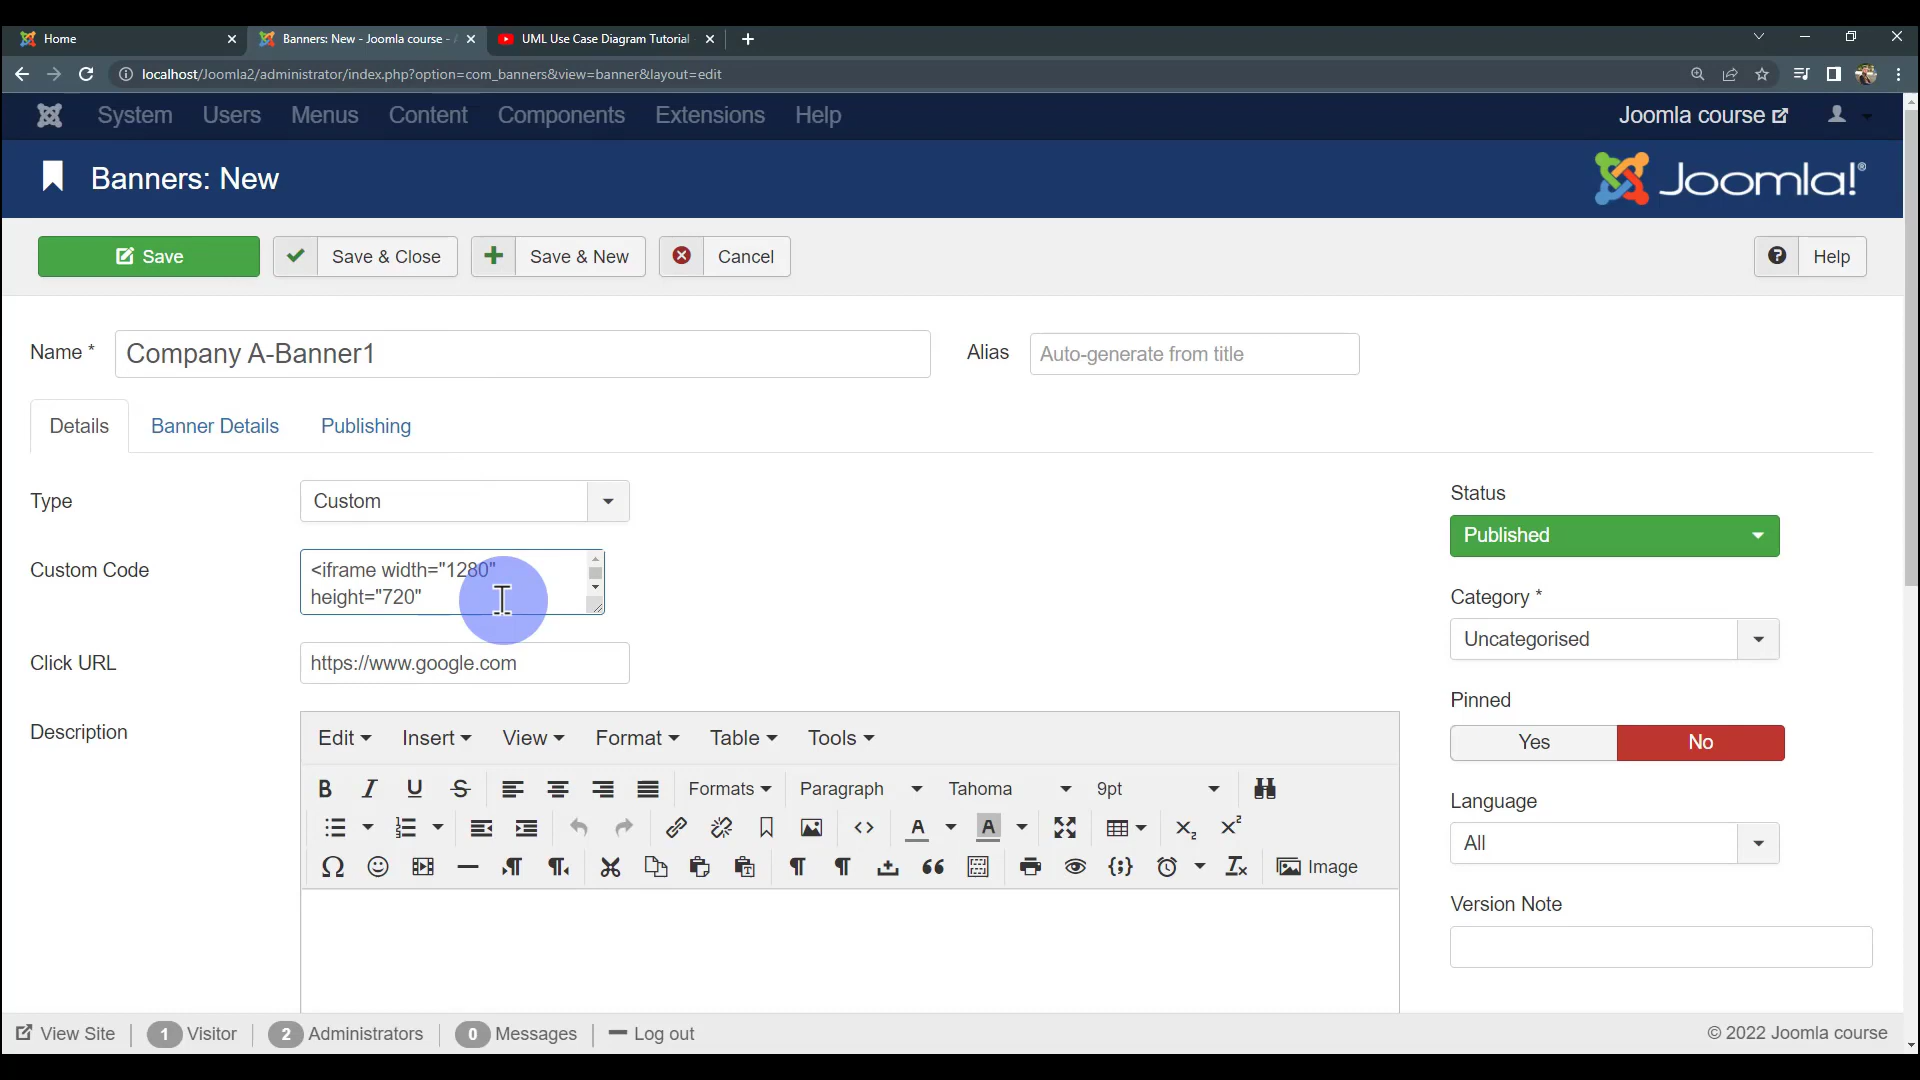 Home
Banners: New - Joomla course -
UML Use Case Diagram Tutorial
localhost/Joomla2/administrator/index.php?option=com_banners&view=banner&layout=edit
System Users Menus Content Components Extensions Help Joomla course
Banners: New
Joomla!®
Save Save & Close Save & New Cancel Help
Name * Company A-Banner1 Alias Auto-generate from title
Details Banner Details Publishing
Type Custom
Custom Code <iframe width="1280"
height="720"
Click URL https://www.google.com
Description
Edit Insert View Format Table Tools
Formats Paragraph Tahoma 9pt
Image
Status
Published
Category *
Uncategorised
Pinned
Yes No
Language
All
Version Note
View Site 1 Visitor 2 Administrators 0 Messages Log out © 2022 Joomla course